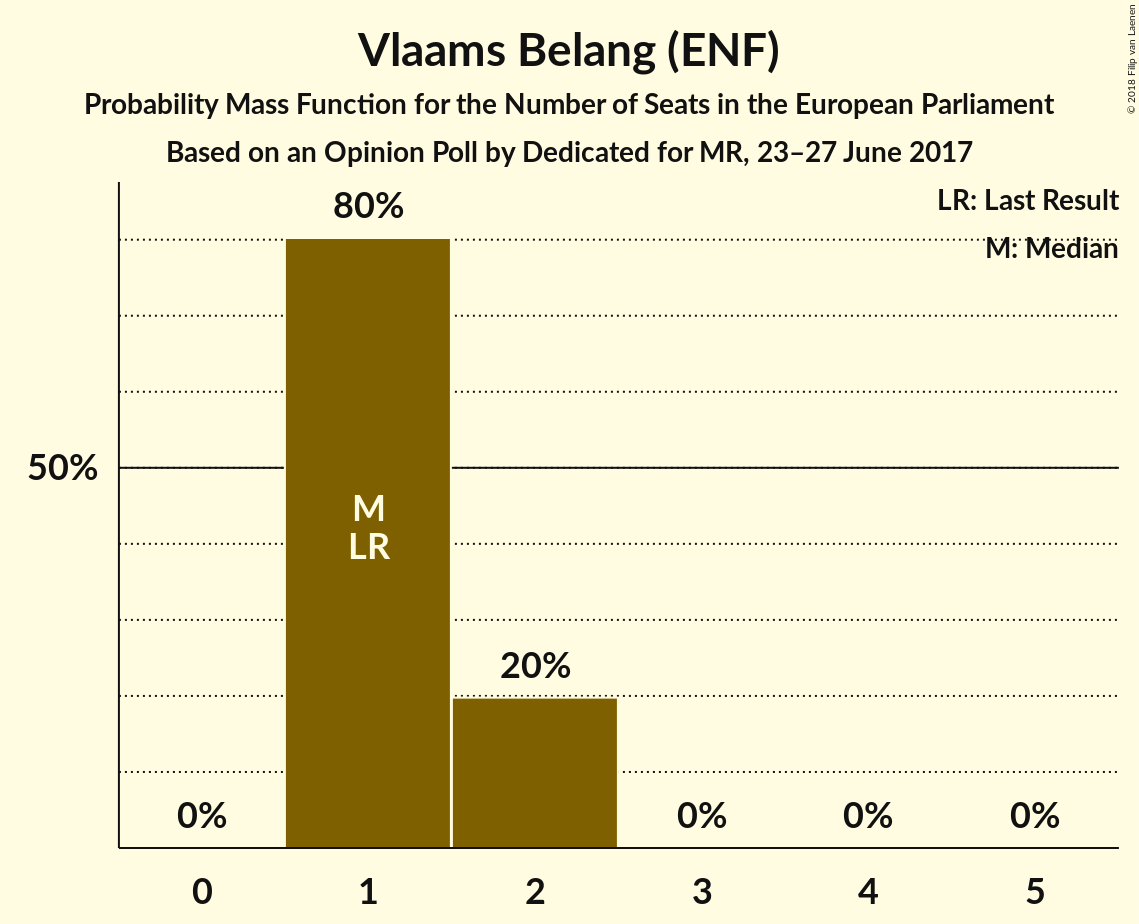 Vlaams Belang (ENF)
Probability Mass Function for the Number of Seats in the European Parliament
Based on an Opinion Poll by Dedicated for MR, 23–27 June 2017
© 2018 Filip van Laenen
LR: Last Result
M: Median
80%
50%
M
LR
20%
0%
0%
0%
0%
0
1
2
3
4
5